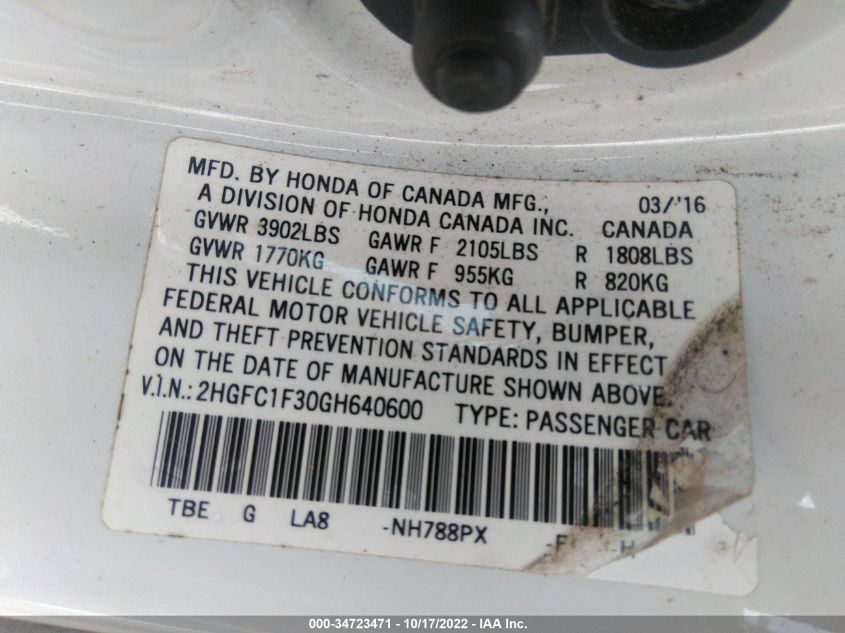 MFD. BY HONDA OF CANADA MFG., 03/'16
A DIVISION OF HONDA CANADA INC. CANADA
GVWR 3902LBS GAWR F 2105LBS R 1808LBS
GVWR 1770KG GAWR F 955KG R 820KG
THIS VEHICLE CONFORMS TO ALL APPLICABLE
FEDERAL MOTOR VEHICLE SAFETY, BUMPER,
AND THEFT PREVENTION STANDARDS IN EFFECT
ON THE DATE OF MANUFACTURE SHOWN ABOVE.
V.I.N.: 2HGFC1F30GH640600 TYPE: PASSENGER CAR
TBE G LA8 -NH788PX -F -H
000-34723471 - 10/17/2022 - IAA Inc.